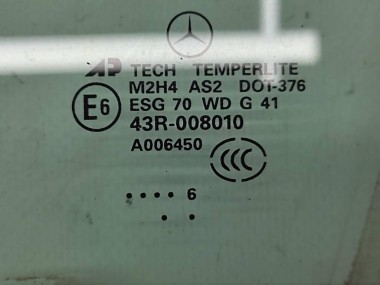 AP TECH TEMPERLITE
M2H4 AS2 DOT-376
E6 ESG 70 WD G 41
43R-008010
A006450 CCC
•••• 6
• •